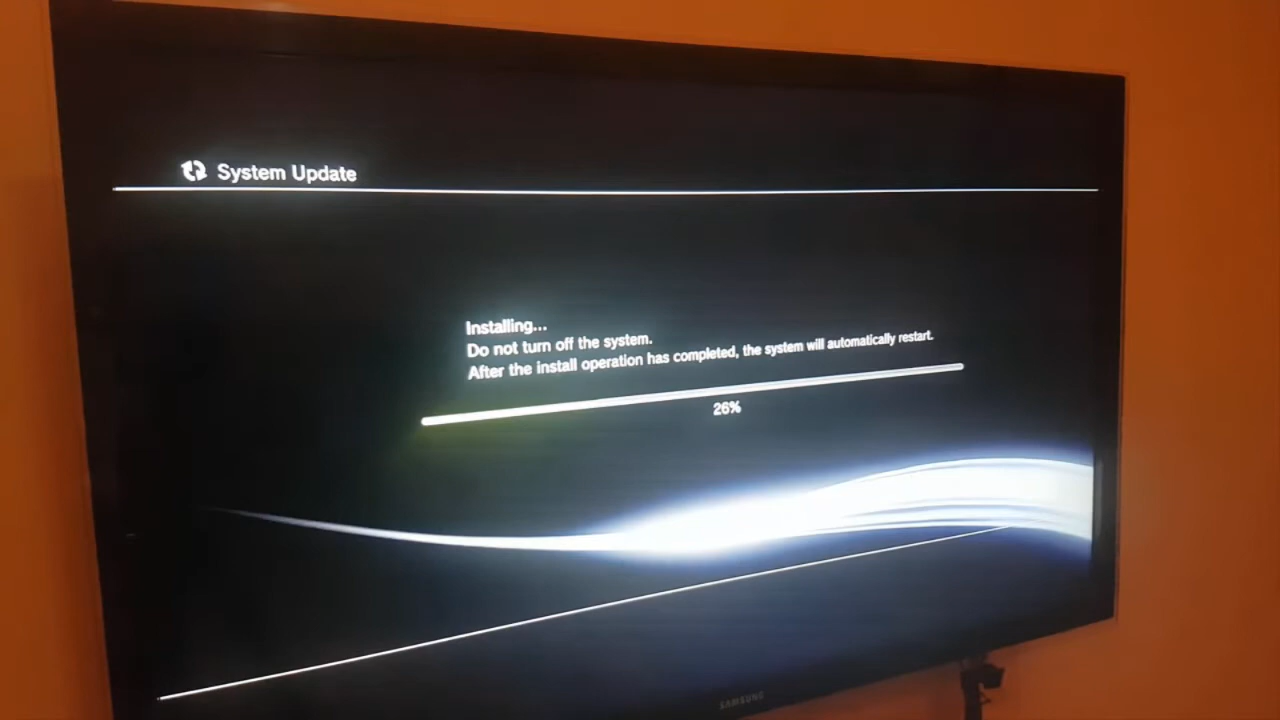 System Update
Installing...
Do not turn off the system.
After the install operation has completed, the system will automatically restart.
26%
SAMSUNG